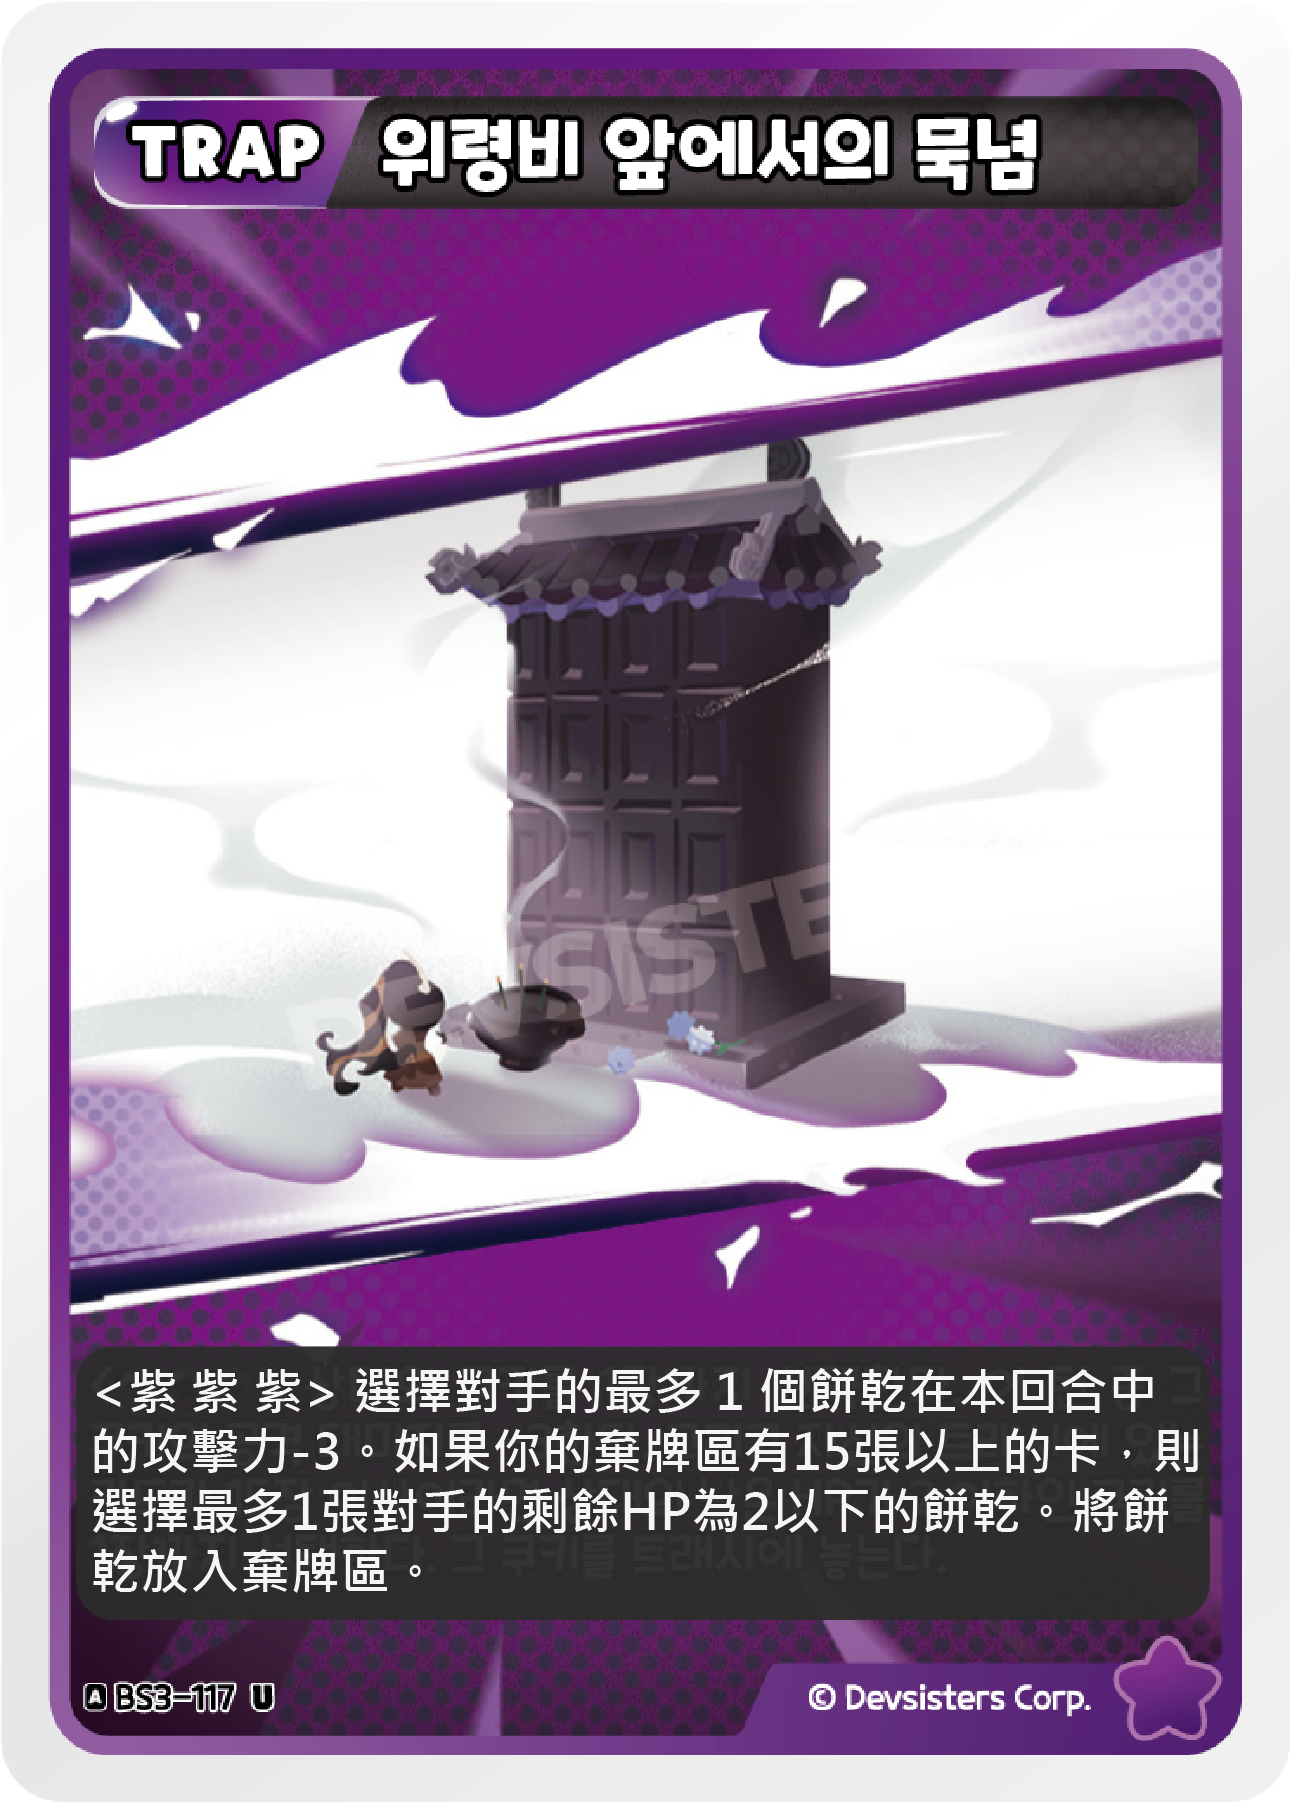 TRAP 위령비 앞에서의 묵념
DEVSISTE
<紫 紫 紫> 選擇對手的最多 1 個餅乾在本回合中
的攻擊力-3。如果你的棄牌區有15張以上的卡，則
選擇最多1張對手的剩餘HP為2以下的餅乾。將餅
乾放入棄牌區。
A BS3-117 U
© Devsisters Corp.